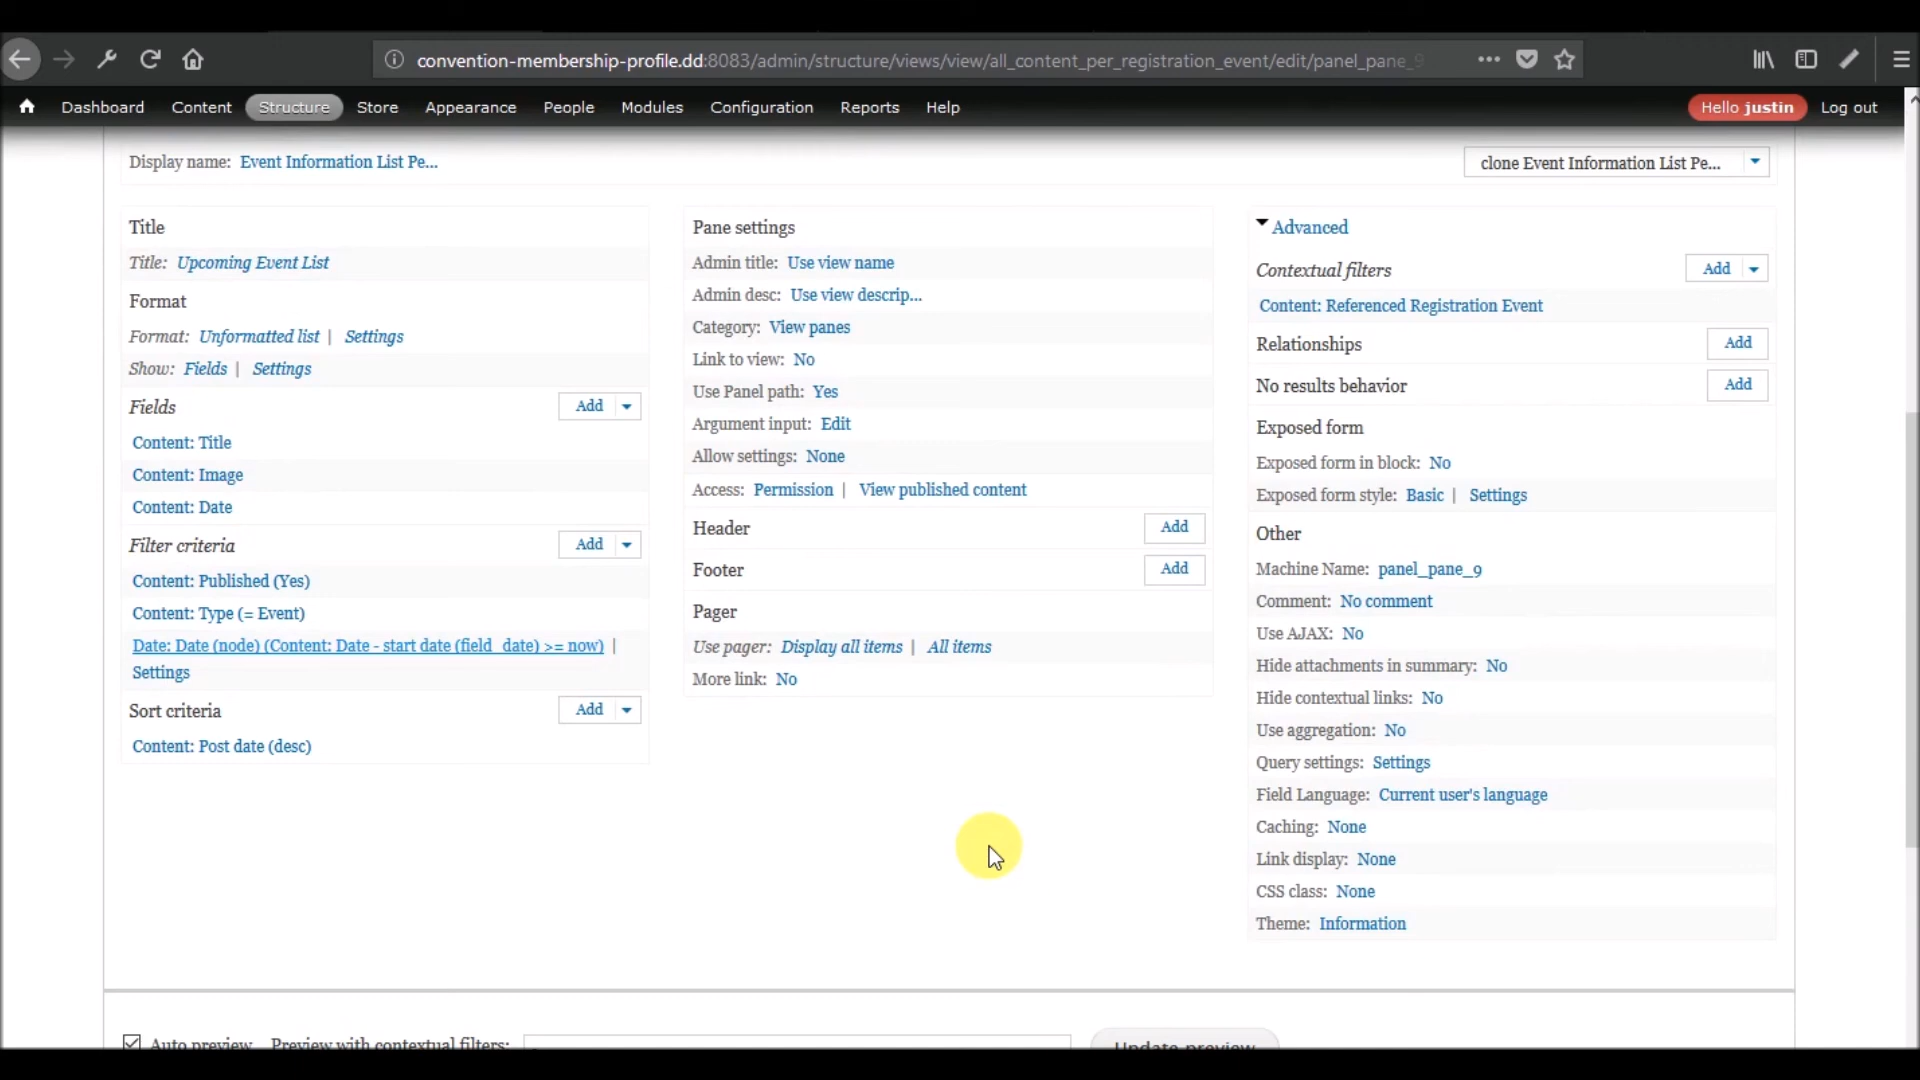 convention-membership-profile.dd:8083/admin/structure/views/view/all_content_per_registration_event/edit/panel_pane_9
Dashboard Content Structure Store Appearance People Modules Configuration Reports Help Hello justin Log out
Display name: Event Information List Pe...
clone Event Information List Pe...
Title
Title: Upcoming Event List
Format
Format: Unformatted list | Settings
Show: Fields | Settings
Fields
Add
Content: Title
Content: Image
Content: Date
Filter criteria
Add
Content: Published (Yes)
Content: Type (= Event)
Date: Date (node) (Content: Date - start date (field_date) >= now) |
Settings
Sort criteria
Add
Content: Post date (desc)
Pane settings
Admin title: Use view name
Admin desc: Use view descrip...
Category: View panes
Link to view: No
Use Panel path: Yes
Argument input: Edit
Allow settings: None
Access: Permission | View published content
Header
Add
Footer
Add
Pager
Use pager: Display all items | All items
More link: No
Advanced
Contextual filters
Add
Content: Referenced Registration Event
Relationships
Add
No results behavior
Add
Exposed form
Exposed form in block: No
Exposed form style: Basic | Settings
Other
Machine Name: panel_pane_9
Comment: No comment
Use AJAX: No
Hide attachments in summary: No
Hide contextual links: No
Use aggregation: No
Query settings: Settings
Field Language: Current user's language
Caching: None
Link display: None
CSS class: None
Theme: Information
Auto preview Preview with contextual filters: Update preview